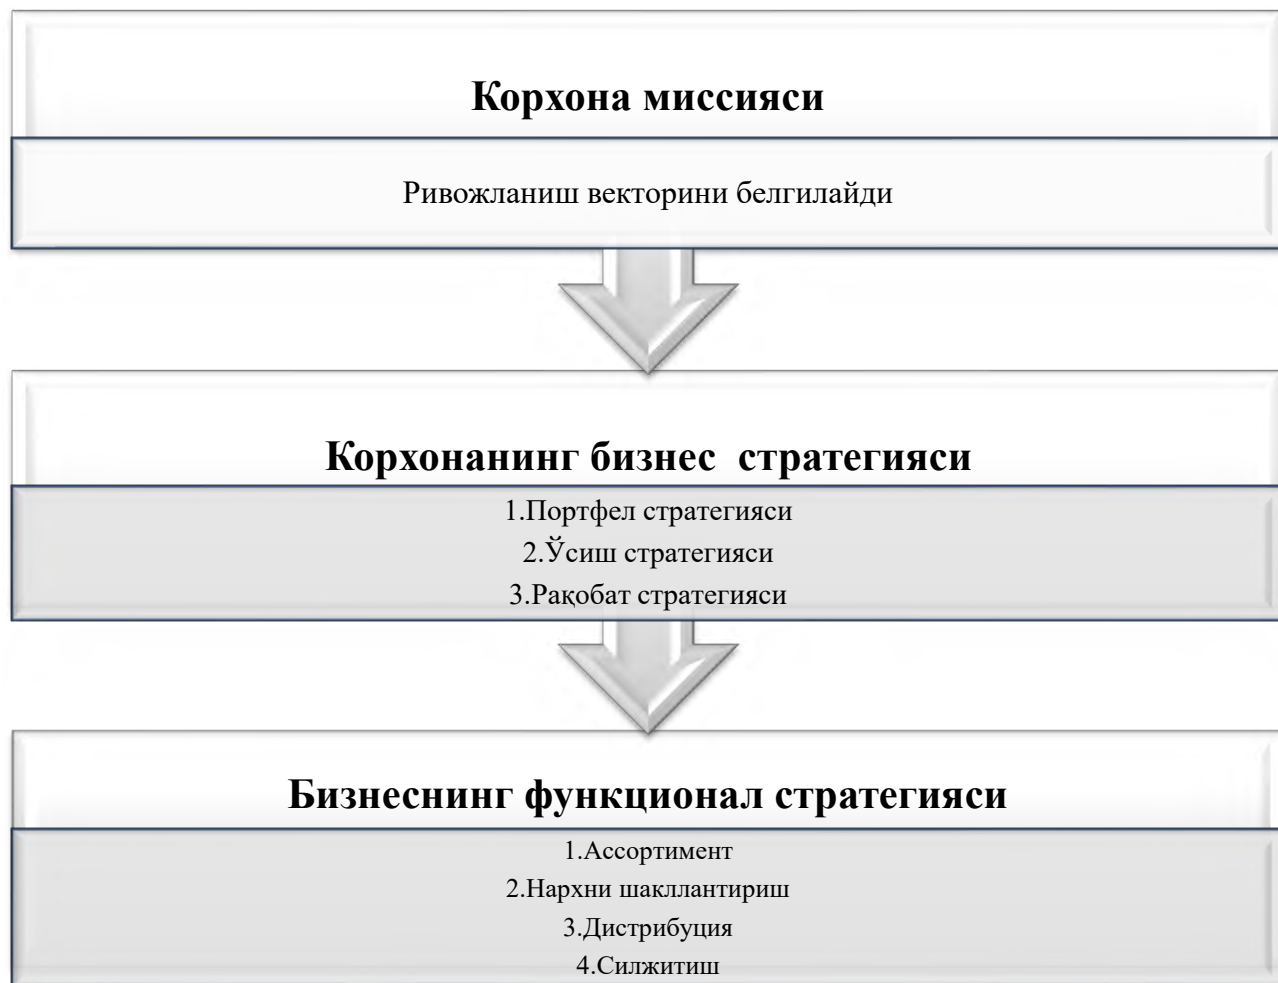 Корхона миссияси
Ривожланиш векторини белгилайди
Корхонанинг бизнес  стратегияси
1.Портфел стратегияси
2.Ўсиш стратегияси
3.Рақобат стратегияси
Бизнеснинг функционал стратегияси
1.Ассортимент
2.Нархни шакллантириш
3.Дистрибуция
4.Силжитиш